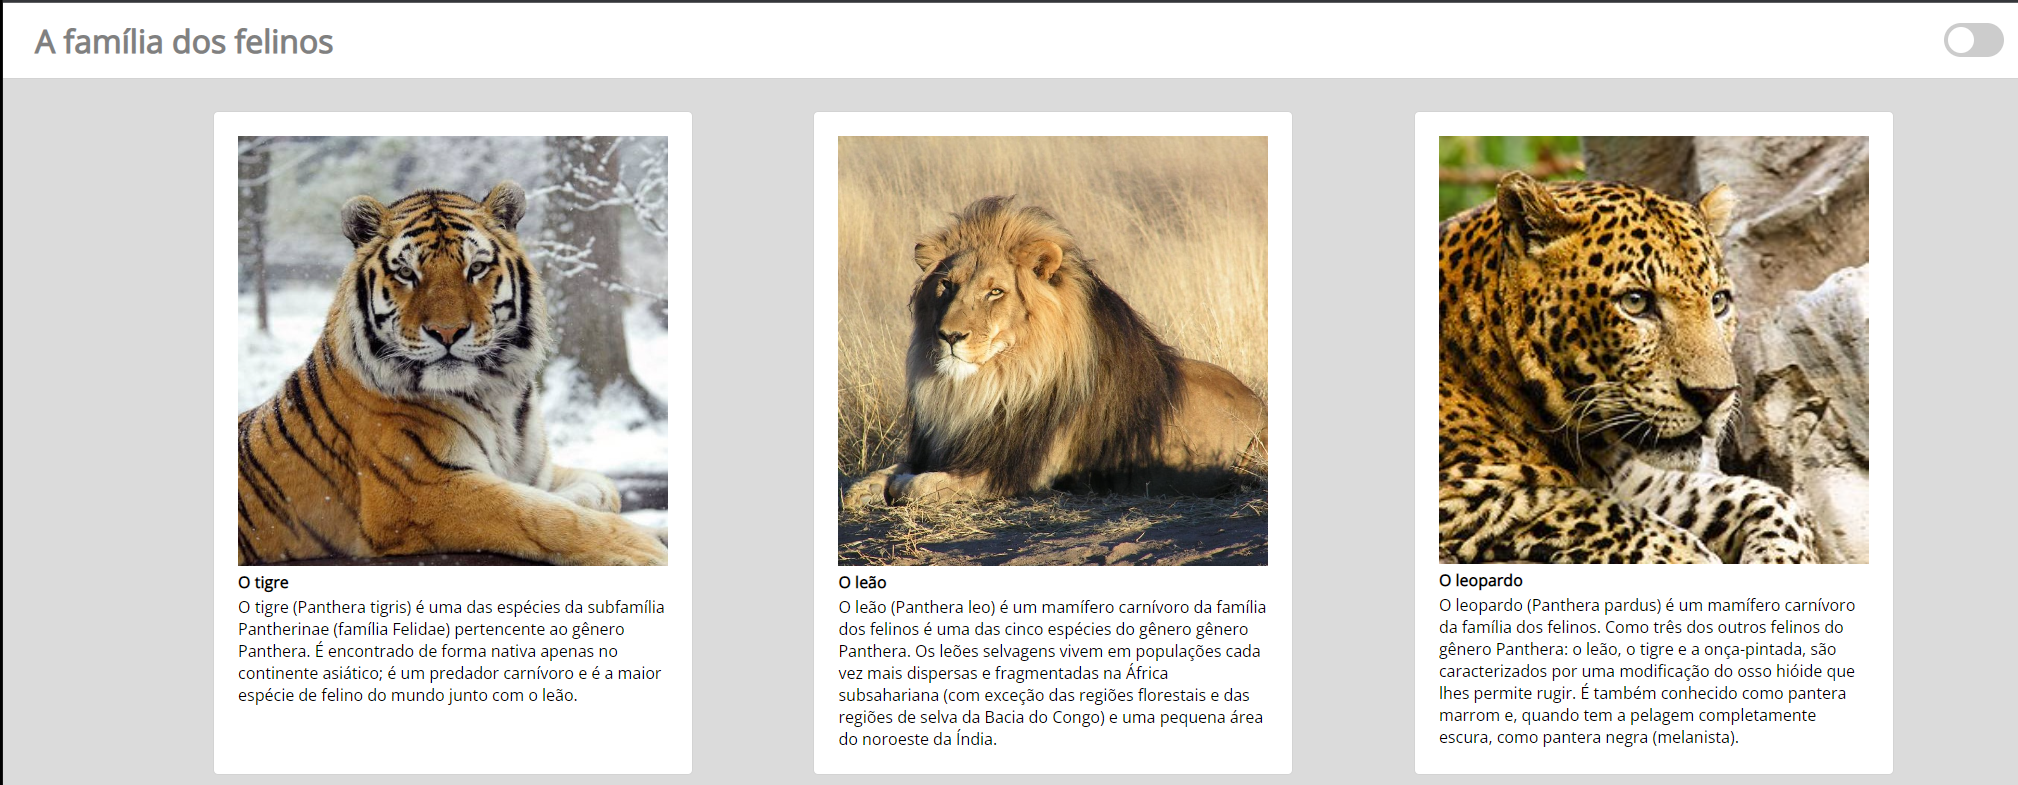 A família dos felinos
O tigre
O tigre (Panthera tigris) é uma das espécies da subfamília
Pantherinae (família Felidae) pertencente ao gênero
Panthera. É encontrado de forma nativa apenas no
continente asiático; é um predador carnívoro e é a maior
espécie de felino do mundo junto com o leão.
O leão
O leão (Panthera leo) é um mamífero carnívoro da família
dos felinos é uma das cinco espécies do gênero gênero
Panthera. Os leões selvagens vivem em populações cada
vez mais dispersas e fragmentadas na África
subsahariana (com exceção das regiões florestais e das
regiões de selva da Bacia do Congo) e uma pequena área
do noroeste da Índia.
O leopardo
O leopardo (Panthera pardus) é um mamífero carnívoro
da família dos felinos. Como três dos outros felinos do
gênero Panthera: o leão, o tigre e a onça-pintada, são
caracterizados por uma modificação do osso hióide que
lhes permite rugir. É também conhecido como pantera
marrom e, quando tem a pelagem completamente
escura, como pantera negra (melanista).